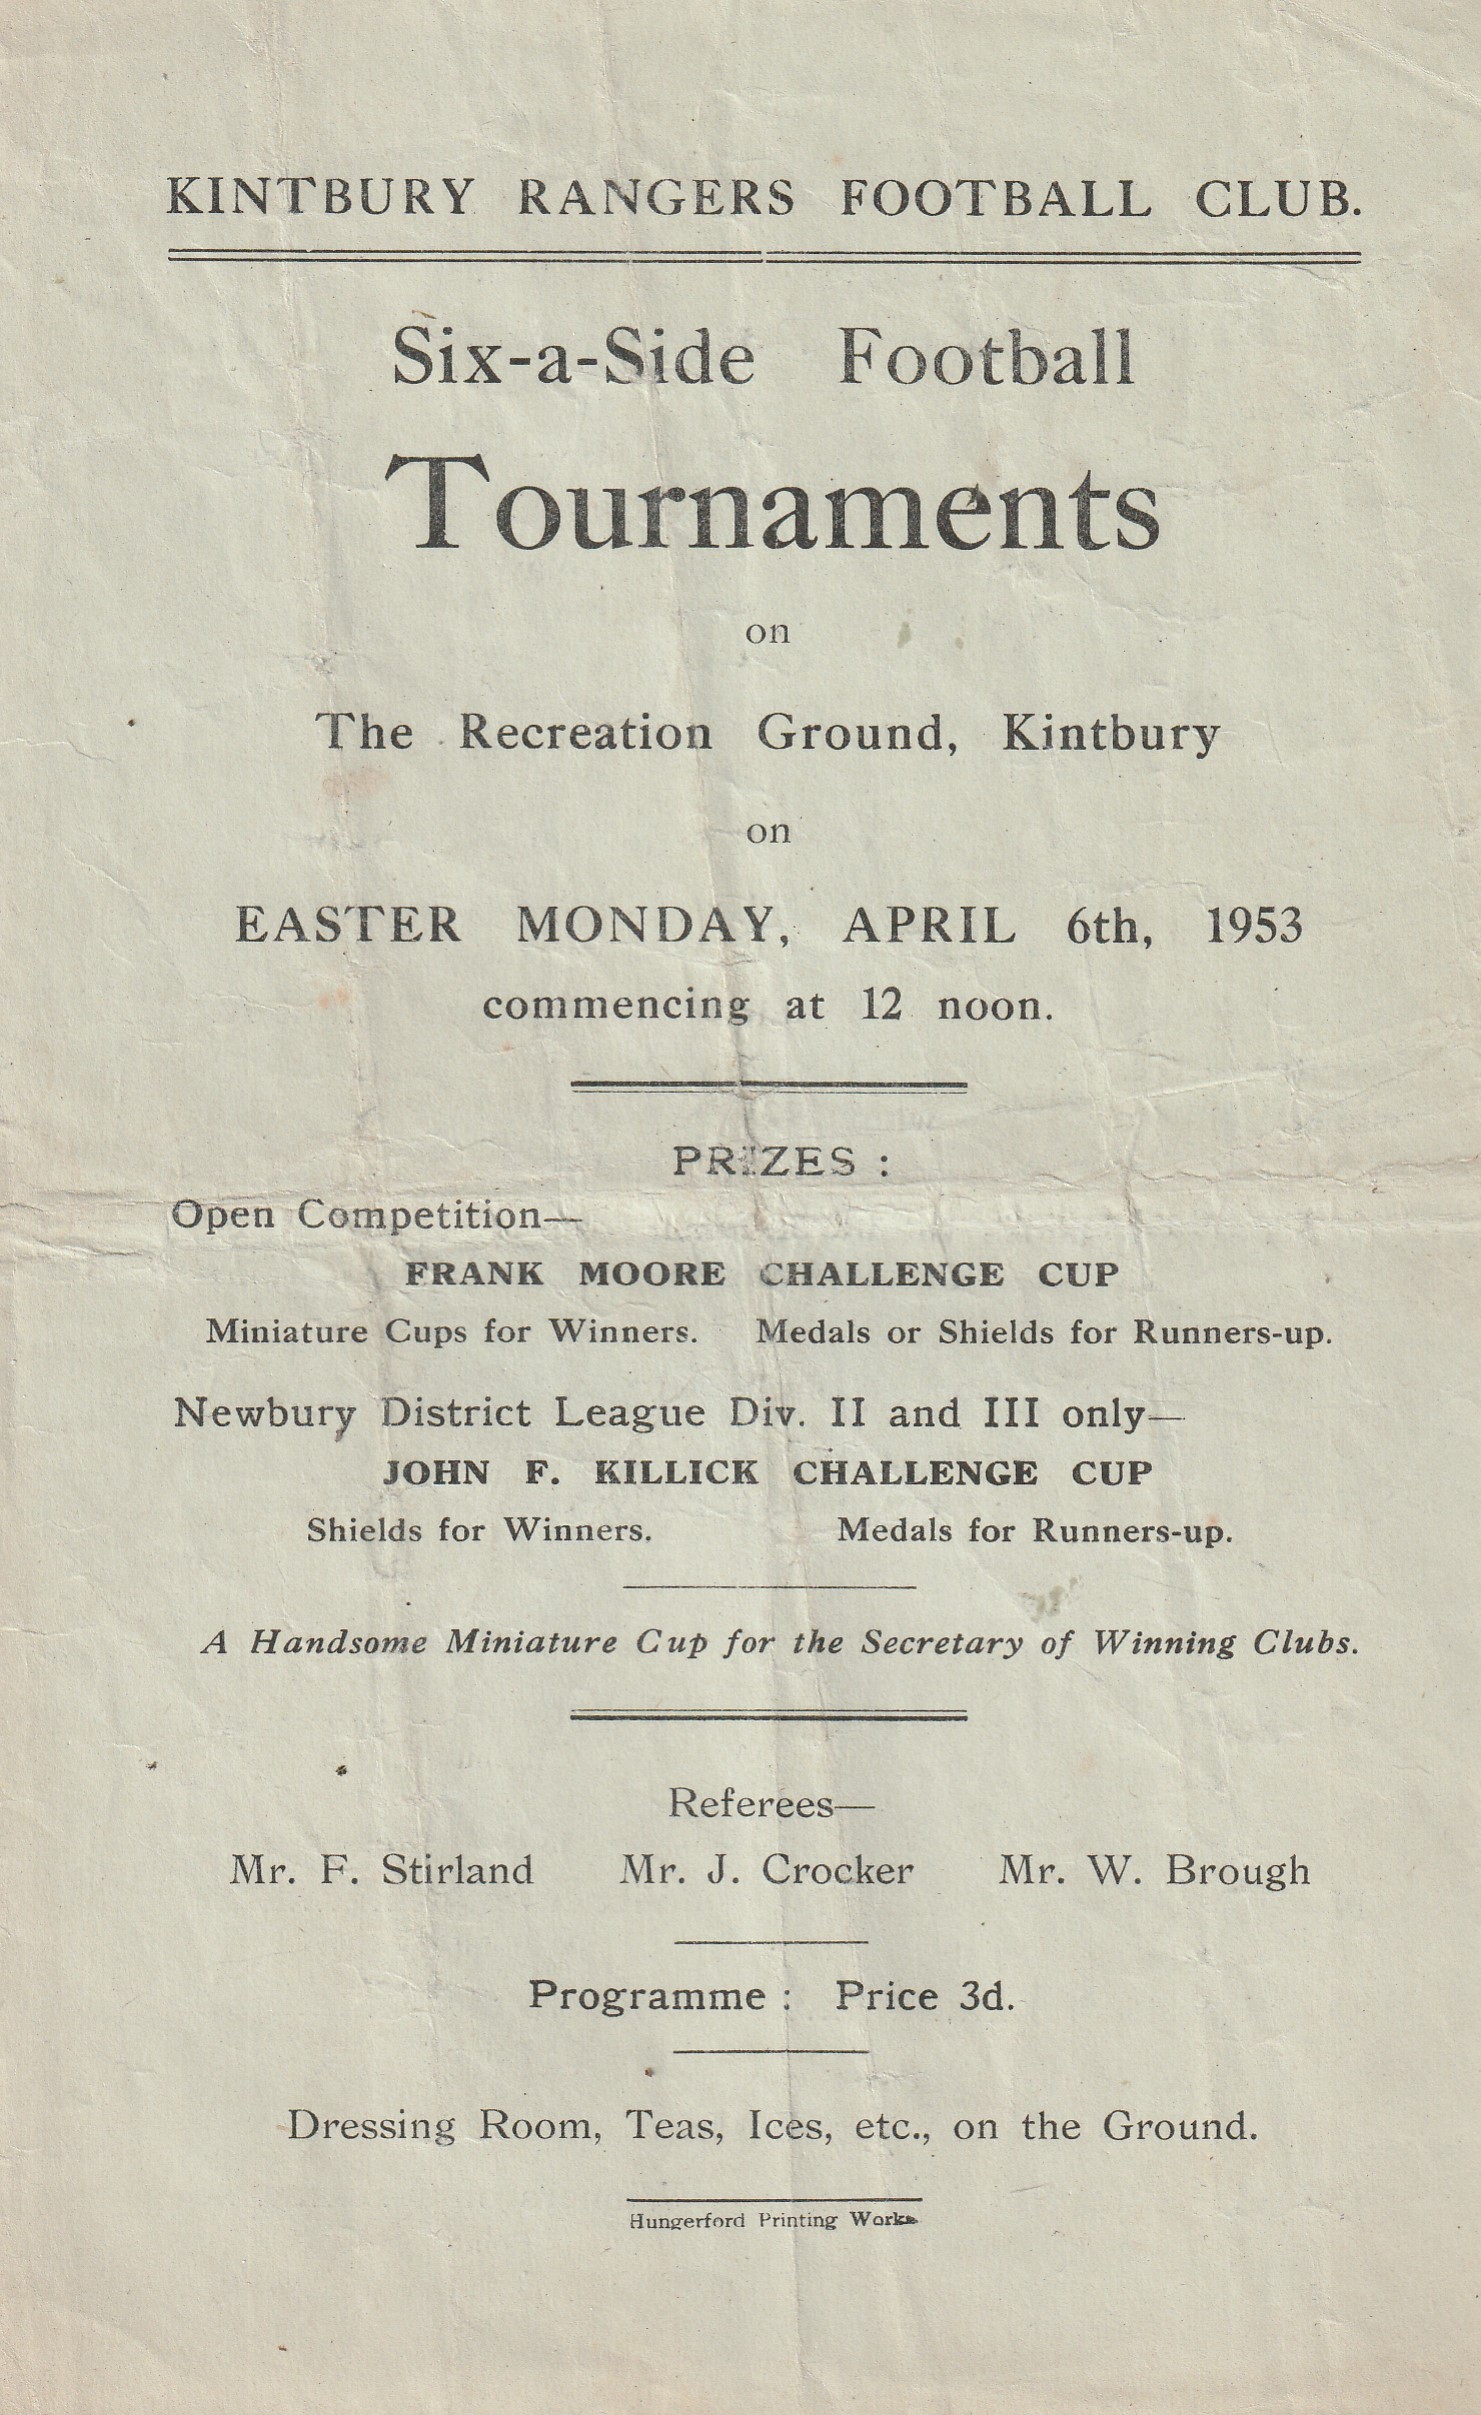 KINTBURY RANGERS FOOTBALL CLUB.
Six-a-Side Football
Tournaments
on
The Recreation Ground, Kintbury
on
EASTER MONDAY, APRIL 6th, 1953
commencing at 12 noon.
PRIZES :
Open Competition—
FRANK MOORE CHALLENGE CUP
Miniature Cups for Winners. Medals or Shields for Runners-up.
Newbury District League Div. II and III only—
JOHN F. KILLICK CHALLENGE CUP
Shields for Winners. Medals for Runners-up.
A Handsome Miniature Cup for the Secretary of Winning Clubs.
Referees—
Mr. F. Stirland Mr. J. Crocker Mr. W. Brough
Programme : Price 3d.
Dressing Room, Teas, Ices, etc., on the Ground.
Hungerford Printing Works